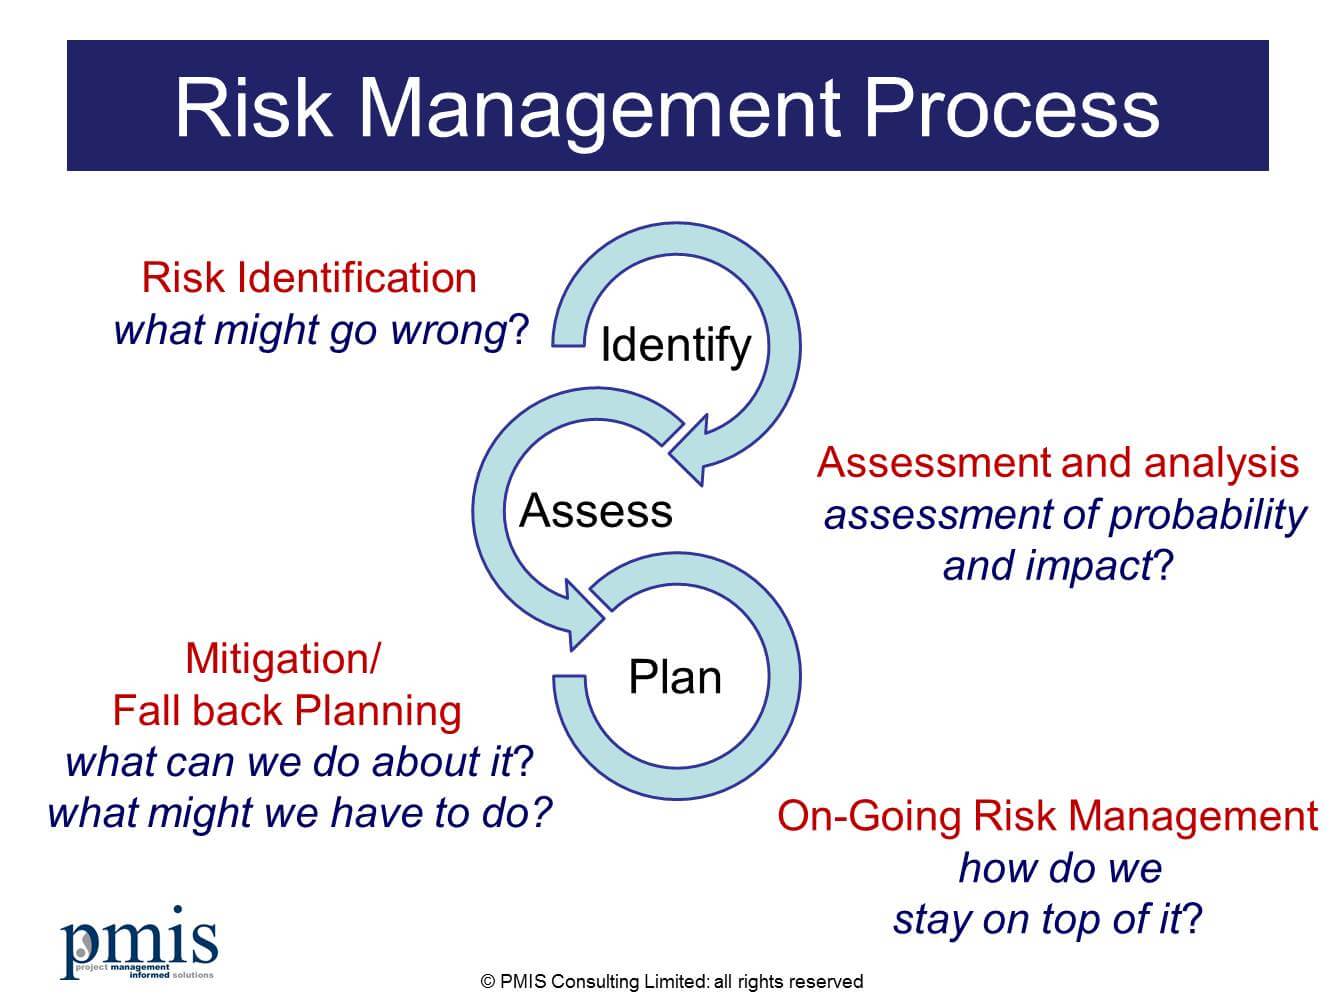 Risk Management Process
Risk Identification
what might go wrong?
Identify
Assessment and analysis
assessment of probability
and impact?
Assess
Mitigation/
Fall back Planning
what can we do about it?
what might we have to do?
Plan
On-Going Risk Management
how do we
stay on top of it?
pmis
project management
informed solutions
© PMIS Consulting Limited: all rights reserved